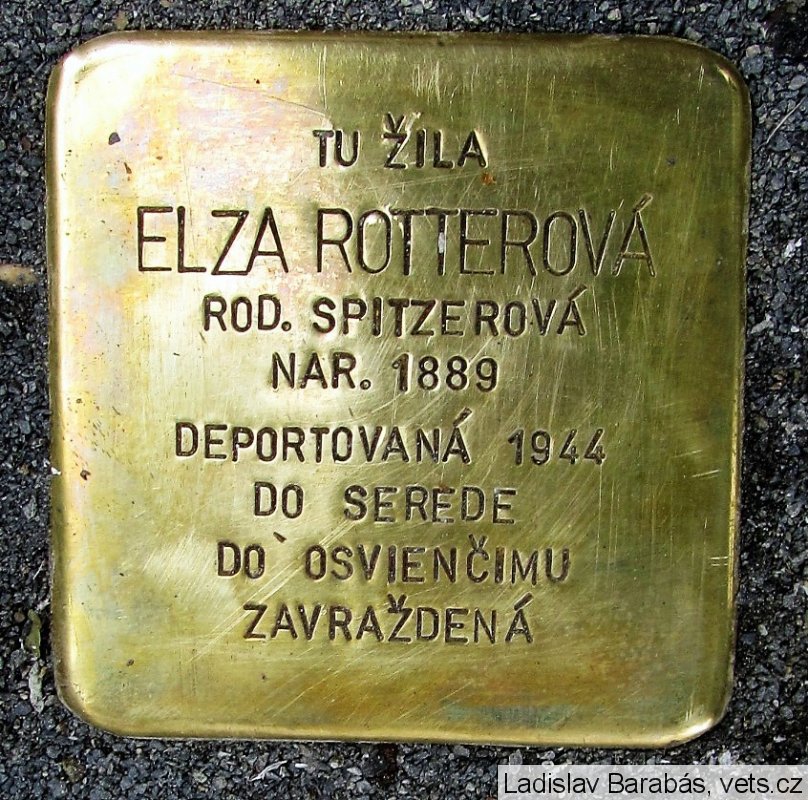 TU ŽILA
ELZA ROTTEROVÁ
ROD. SPITZEROVÁ
NAR. 1889
DEPORTOVANÁ 1944
DO SEREDE
DO OSVIENČIMU
ZAVRAŽDENÁ
Ladislav Barabás, vets.cz